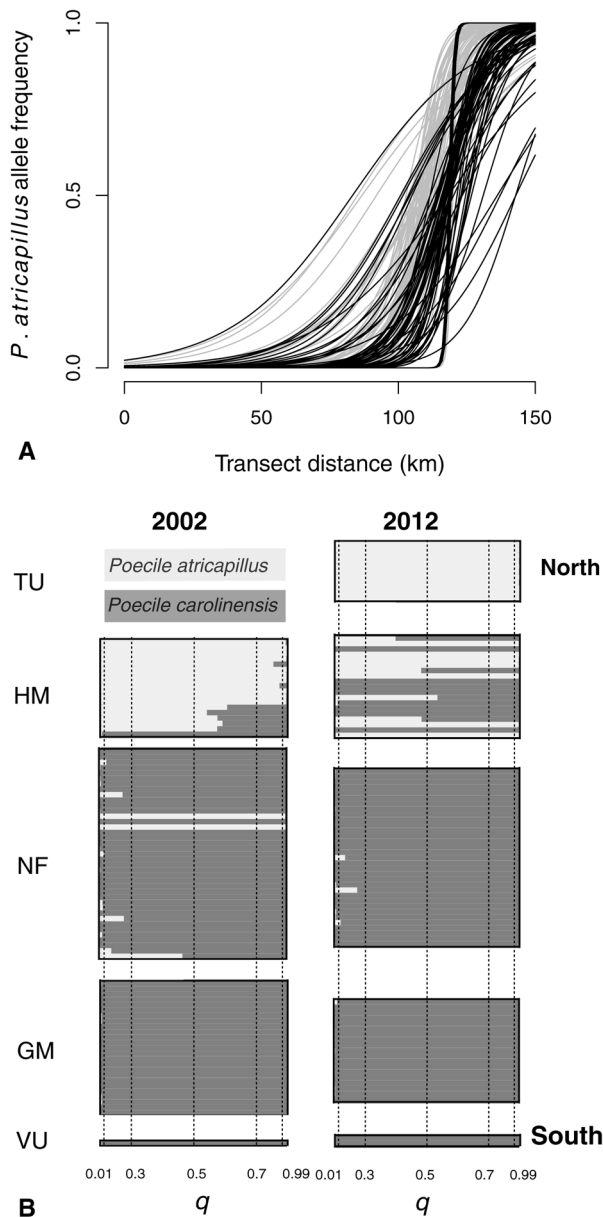 1.0
0.5
0.0
P. atricapillus allele frequency
0 50 100 150
A
Transect distance (km)
2002 2012
TU
Poecile atricapillus
Poecile carolinensis
North
HM
NF
GM
VU
South
0.01 0.3 0.5 0.7 0.99 0.01 0.3 0.5 0.7 0.99
B
q q